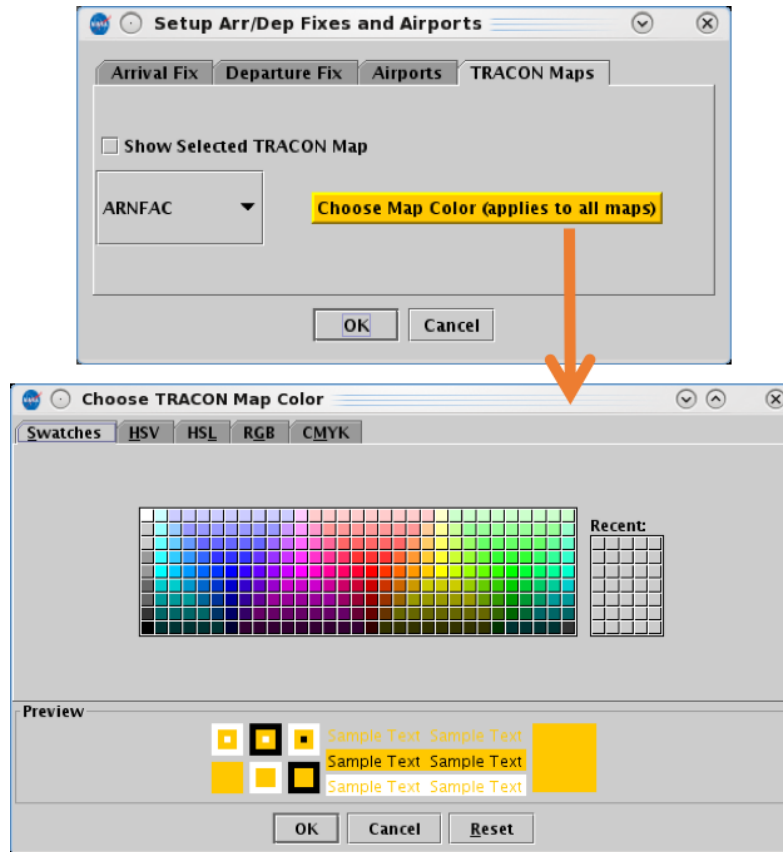 Setup Arr/Dep Fixes and Airports
Arrival Fix Departure Fix Airports TRACON Maps
Show Selected TRACON Map
ARNFAC Choose Map Color (applies to all maps)
OK Cancel
Choose TRACON Map Color
Swatches HSV HSL RGB CMYK
Recent:
Preview
Sample Text Sample Text
Sample Text Sample Text
Sample Text Sample Text
OK Cancel Reset